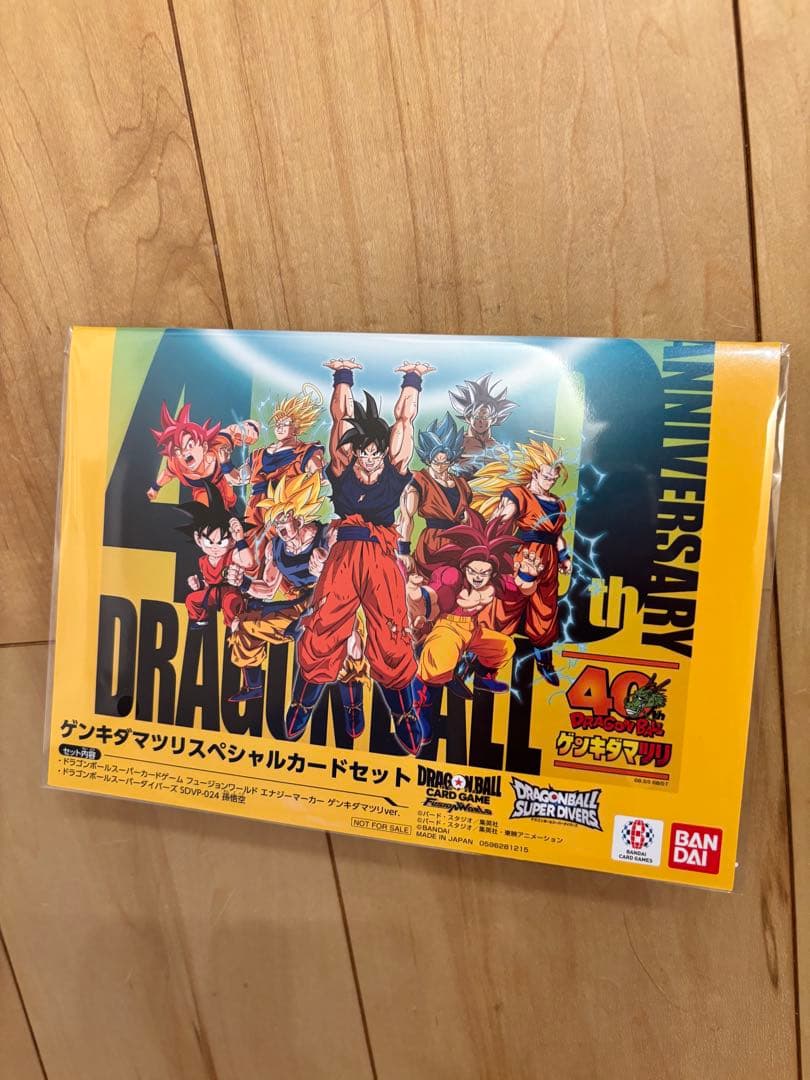 40th
ANNIVERSARY
DRAGON BALL
40th
DRAGON BALL
ゲンキダマツリ
ゲンキダマツリスペシャルカードセット
セット内容
・ドラゴンボールスーパーカードゲーム フュージョンワールド エナジーマーカー ゲンキダマツリver.
・ドラゴンボールスーパーダイバーズ SDVP-024 孫悟空
NOT FOR SALE
DRAGON BALL
CARD GAME
Fusion World
DRAGONBALL
SUPER DIVERS
©バード・スタジオ／集英社
©バード・スタジオ／集英社・東映アニメーション
©BANDAI
MADE IN JAPAN 0596281215
BANDAI
CARD GAMES
BAN
DAI